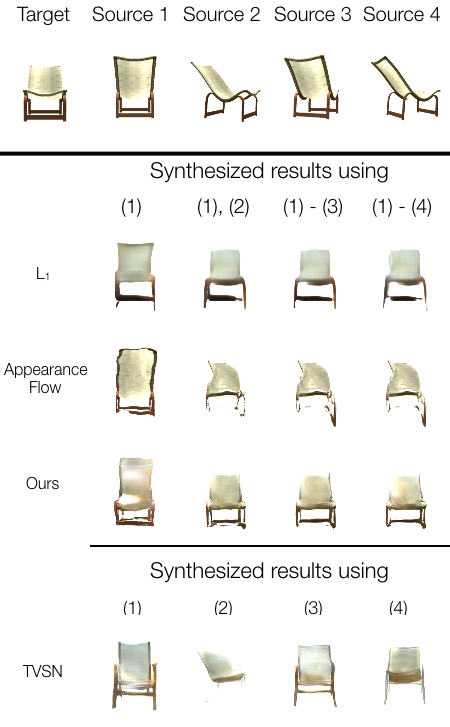 Target Source 1 Source 2 Source 3 Source 4
Synthesized results using
(1) (1), (2) (1) - (3) (1) - (4)
L₁
Appearance
Flow
Ours
Synthesized results using
(1) (2) (3) (4)
TVSN